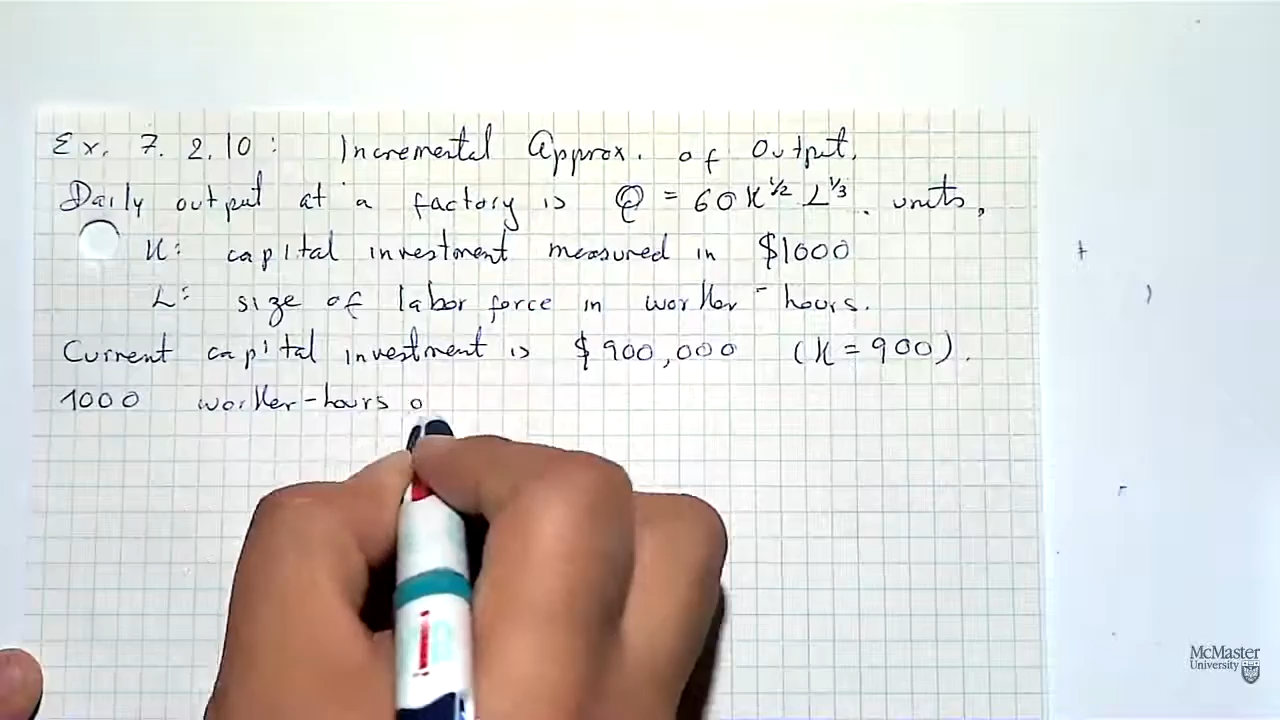 Ex. 7.2.10: Incremental Approx. of Output.
Daily output at a factory is Q = 60 K^1/2 L^1/3. units,
K: capital investment measured in $1000
L: size of labor force in worker-hours.
Current capital investment is $900,000 (K = 900).
1000 worker-hours o
McMaster
University